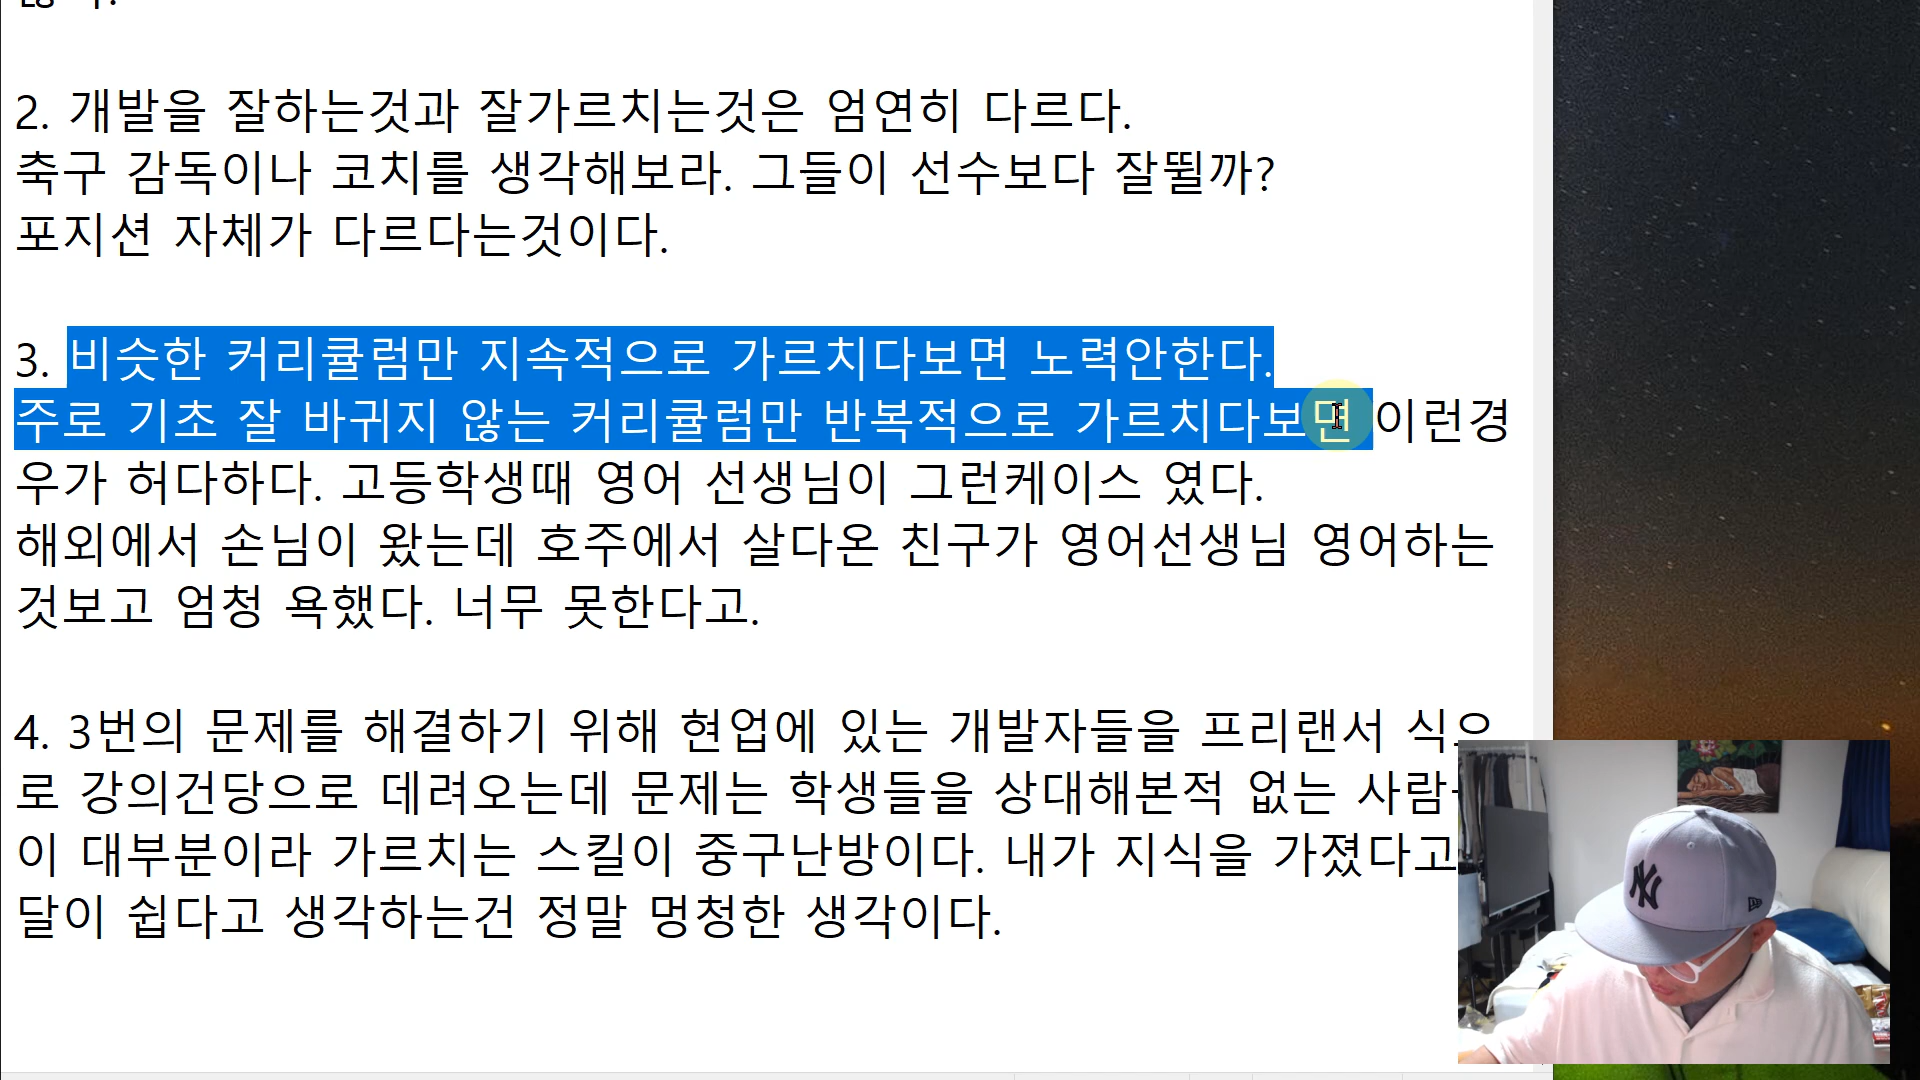 2. 개발을 잘하는것과 잘가르치는것은 엄연히 다르다.
축구 감독이나 코치를 생각해보라. 그들이 선수보다 잘뛸까?
포지션 자체가 다르다는것이다.
3. 비슷한 커리큘럼만 지속적으로 가르치다보면 노력안한다.
주로 기초 잘 바귀지 않는 커리큘럼만 반복적으로 가르치다보면 이런경
우가 허다하다. 고등학생때 영어 선생님이 그런케이스 였다.
해외에서 손님이 왔는데 호주에서 살다온 친구가 영어선생님 영어하는
것보고 엄청 욕했다. 너무 못한다고.
4. 3번의 문제를 해결하기 위해 현업에 있는 개발자들을 프리랜서 식으
로 강의건당으로 데려오는데 문제는 학생들을 상대해본적 없는 사람
이 대부분이라 가르치는 스킬이 중구난방이다. 내가 지식을 가졌다고
달이 쉽다고 생각하는건 정말 멍청한 생각이다.
NY